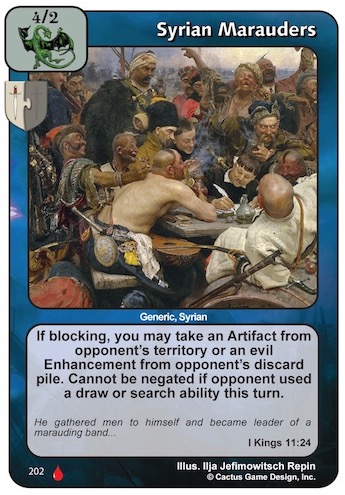 4/2
Syrian Marauders
Generic, Syrian
If blocking, you may take an Artifact from
opponent's territory or an evil
Enhancement from opponent's discard
pile. Cannot be negated if opponent used
a draw or search ability this turn.
He gathered men to himself and became leader of a
marauding band...
I Kings 11:24
202
Illus. Ilja Jefimowitsch Repin
© Cactus Game Design, Inc.